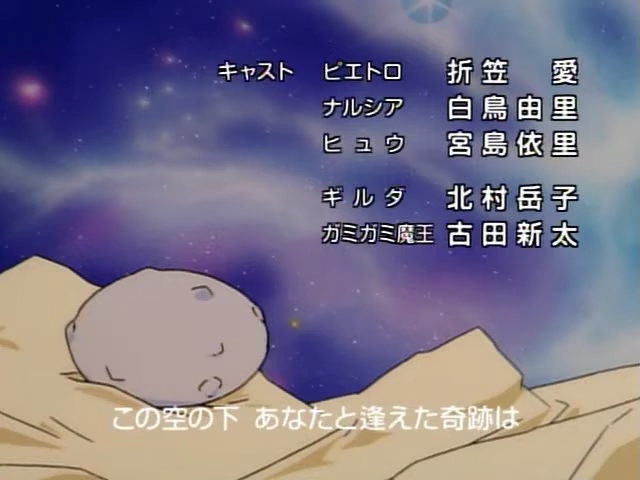 キャスト ピエトロ 折笠 愛
ナルシア 白鳥由里
ヒュウ 宮島依里
ギルダ 北村岳子
ガミガミ魔王 古田新太
この空の下 あなたと逢えた奇跡は